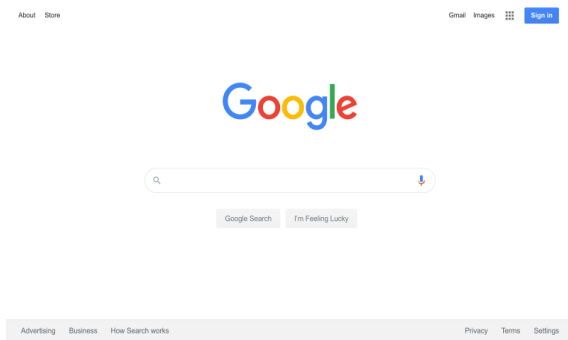 About Store Gmail Images Sign in
Google
Google Search I'm Feeling Lucky
Advertising Business How Search works Privacy Terms Settings